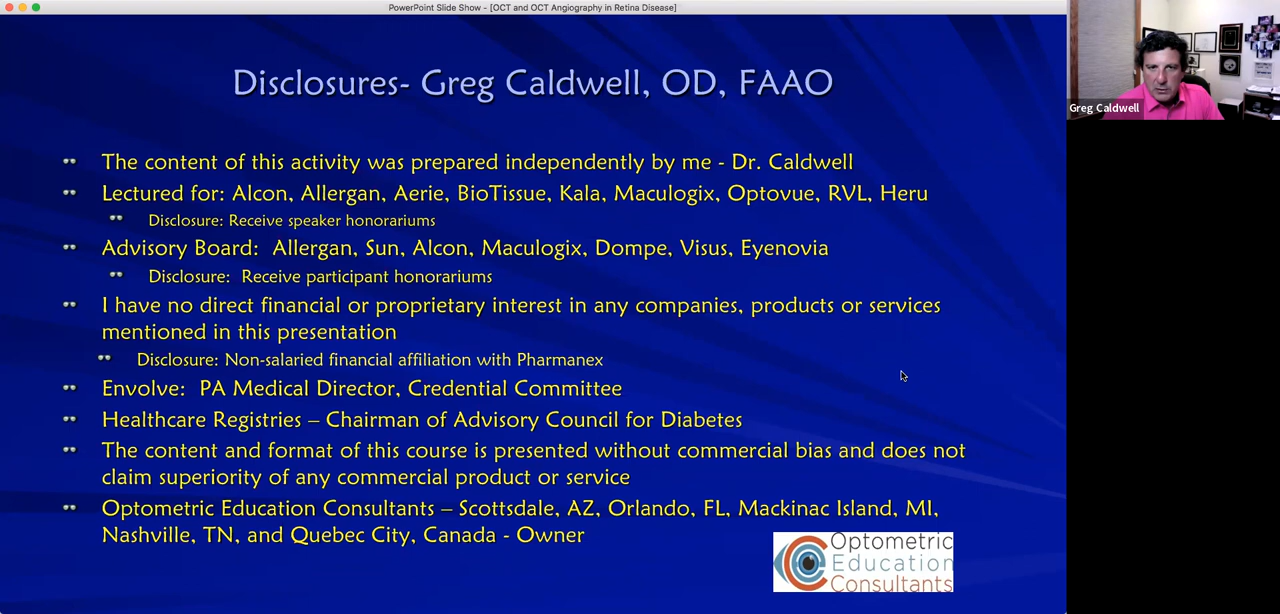 PowerPoint Slide Show - [OCT and OCT Angiography in Retina Disease]
Disclosures- Greg Caldwell, OD, FAAO
The content of this activity was prepared independently by me - Dr. Caldwell
Lectured for: Alcon, Allergan, Aerie, BioTissue, Kala, Maculogix, Optovue, RVL, Heru
Disclosure: Receive speaker honorariums
Advisory Board: Allergan, Sun, Alcon, Maculogix, Dompe, Visus, Eyenovia
Disclosure: Receive participant honorariums
I have no direct financial or proprietary interest in any companies, products or services
mentioned in this presentation
Disclosure: Non-salaried financial affiliation with Pharmanex
Envolve: PA Medical Director, Credential Committee
Healthcare Registries – Chairman of Advisory Council for Diabetes
The content and format of this course is presented without commercial bias and does not
claim superiority of any commercial product or service
Optometric Education Consultants – Scottsdale, AZ, Orlando, FL, Mackinac Island, MI,
Nashville, TN, and Quebec City, Canada - Owner
Optometric
Education
Consultants
Greg Caldwell